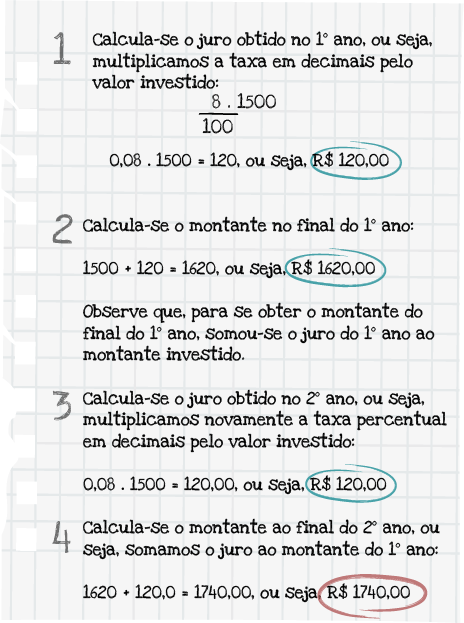 1 Calcula-se o juro obtido no 1° ano, ou seja,
multiplicamos a taxa em decimais pelo
valor investido:
8 . 1500
100
0,08 . 1500 = 120, ou seja, R$ 120,00
2 Calcula-se o montante no final do 1° ano:
1500 + 120 = 1620, ou seja, R$ 1620,00
Observe que, para se obter o montante do
final do 1° ano, somou-se o juro do 1° ano ao
montante investido.
3 Calcula-se o juro obtido no 2° ano, ou seja,
multiplicamos novamente a taxa percentual
em decimais pelo valor investido:
0,08 . 1500 = 120,00, ou seja, R$ 120,00
4 Calcula-se o montante ao final do 2° ano, ou
seja, somamos o juro ao montante do 1° ano:
1620 + 120,0 = 1740,00, ou seja, R$ 1740,00